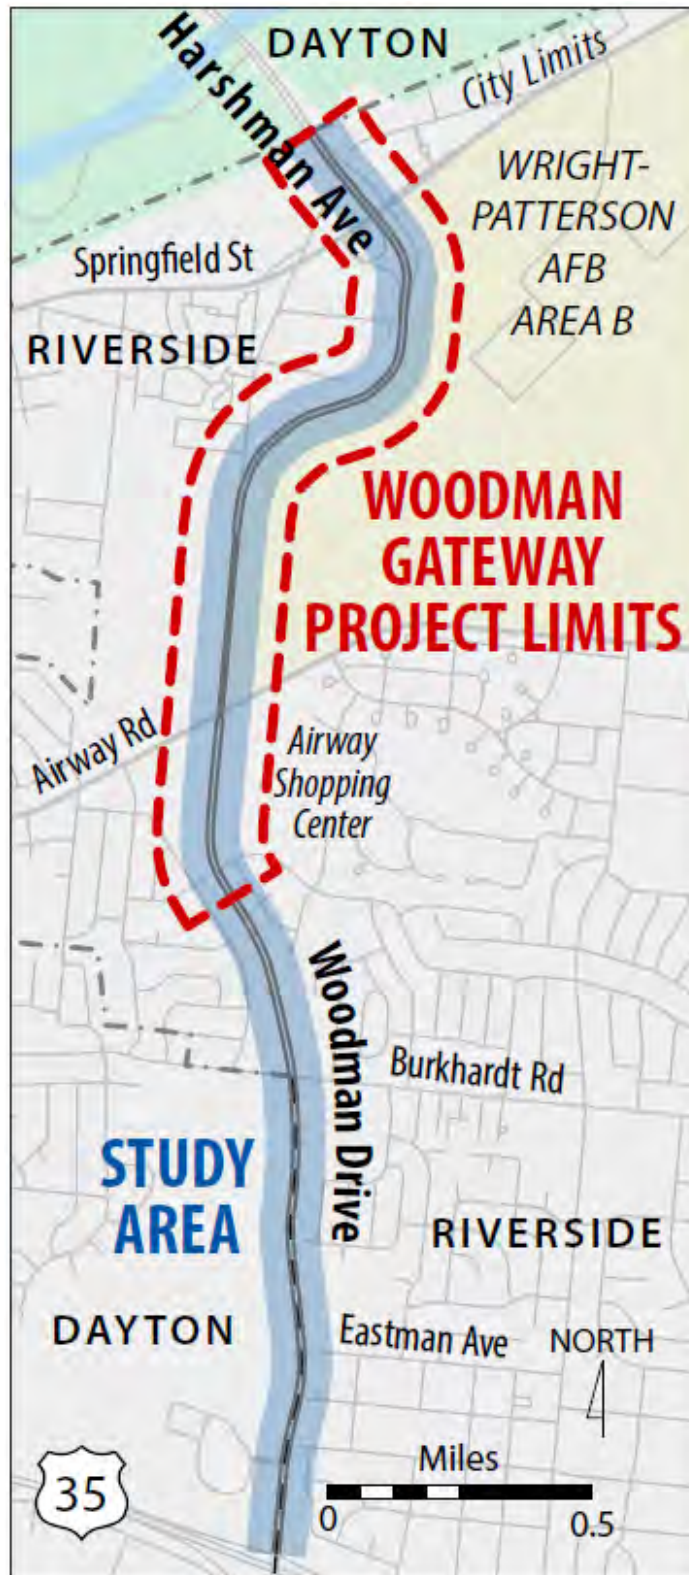 DAYTON
Harshman Ave
City Limits
WRIGHT-
PATTERSON
AFB
AREA B
Springfield St
RIVERSIDE
WOODMAN
GATEWAY
PROJECT LIMITS
Airway Rd
Airway
Shopping
Center
Woodman Drive
Burkhardt Rd
STUDY
AREA
RIVERSIDE
DAYTON
Eastman Ave
NORTH
35
Miles
0
0.5